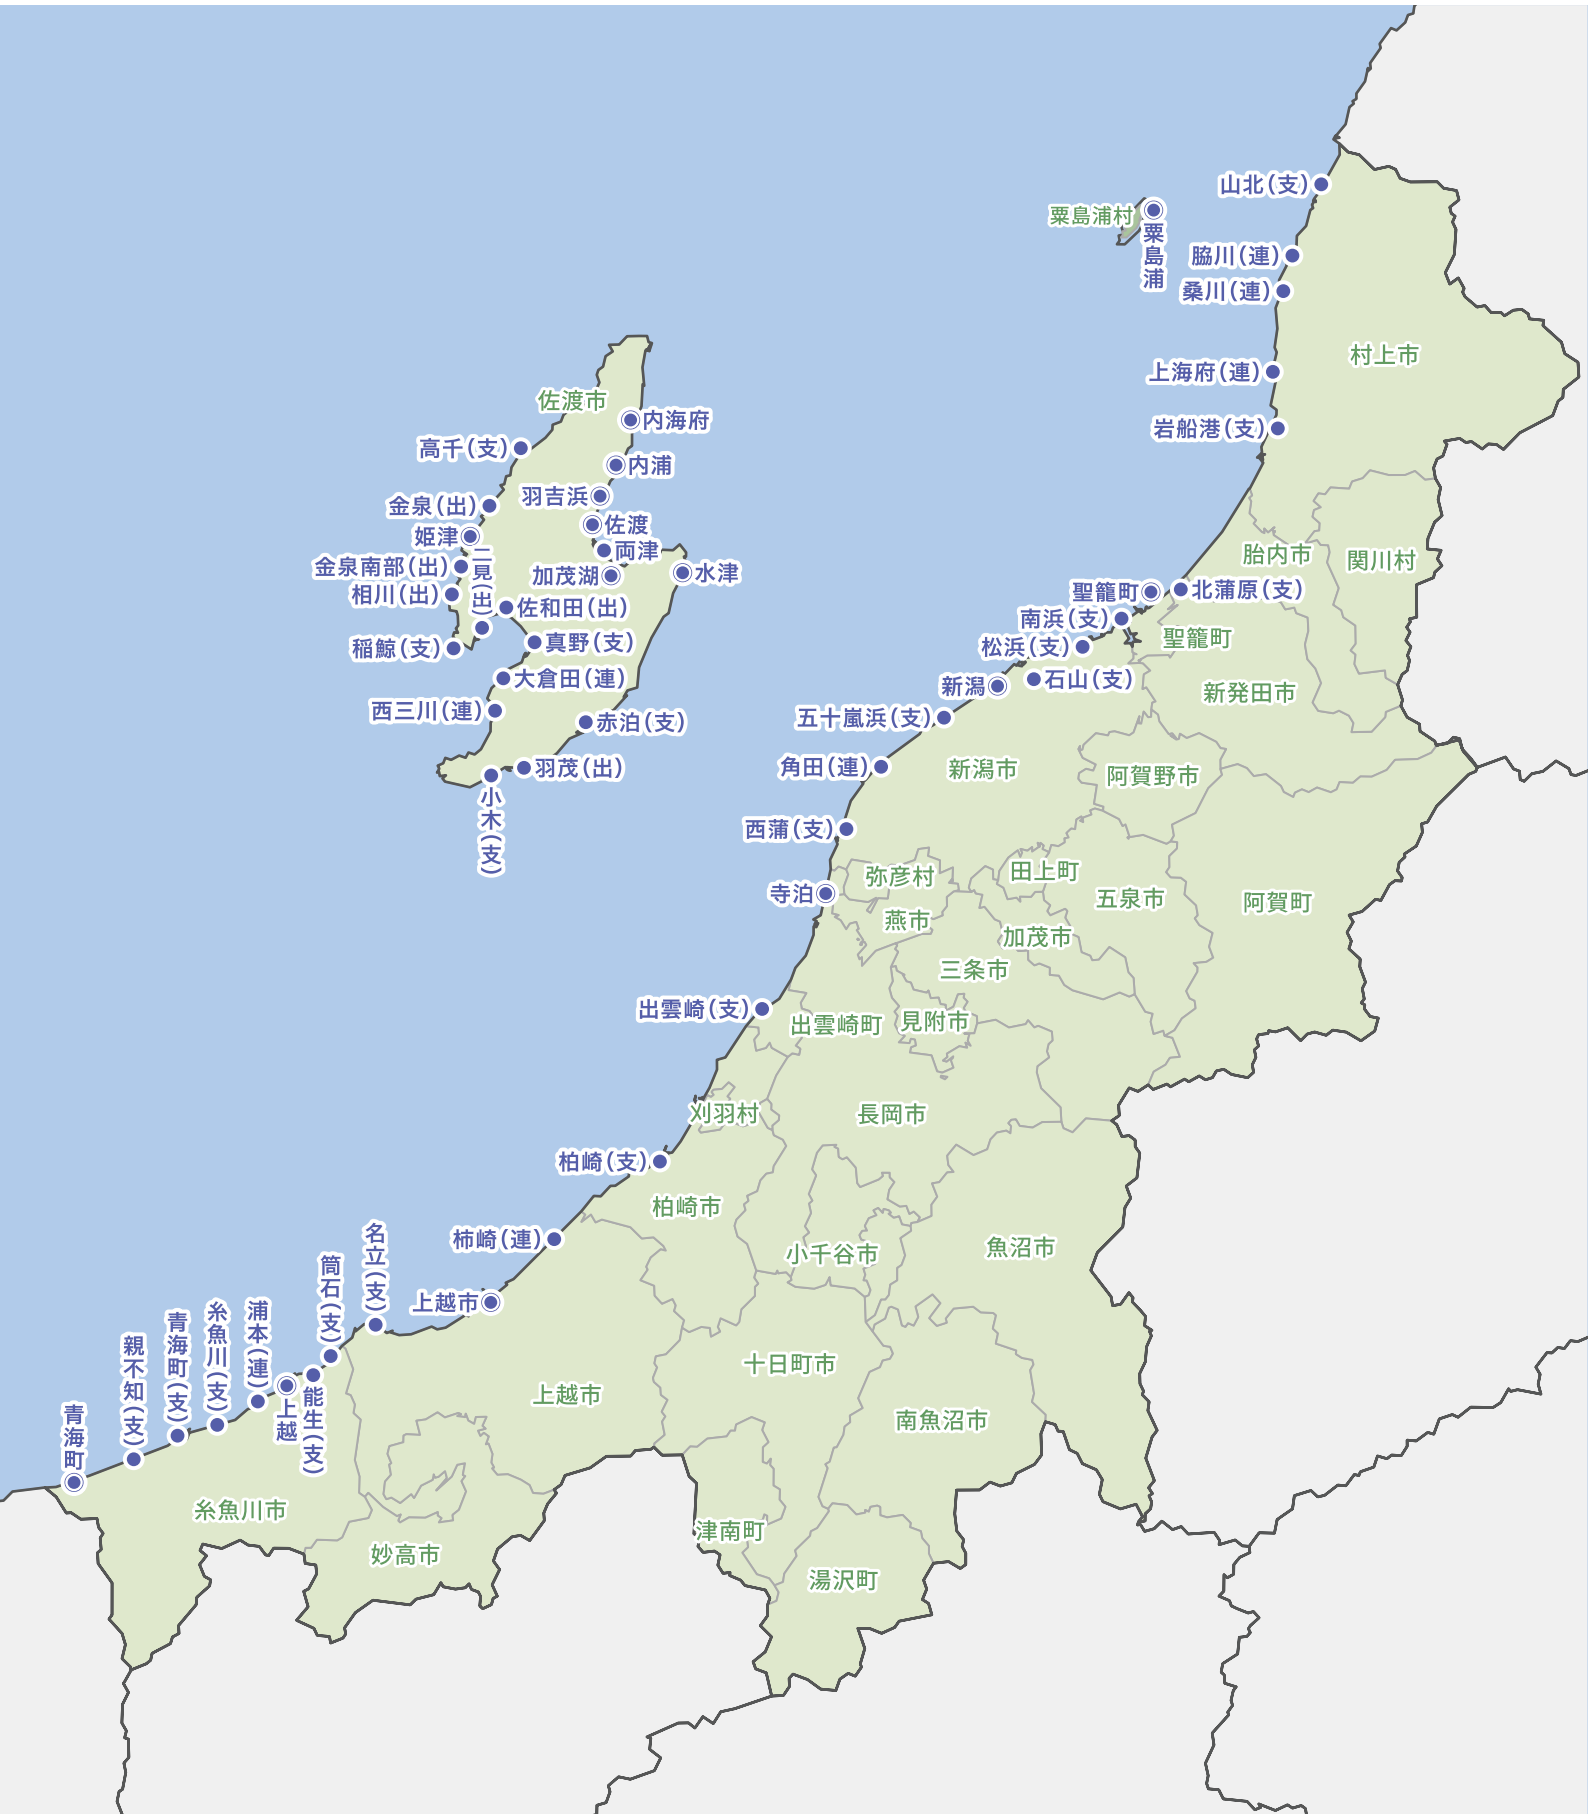 山北(支)
粟島浦村
粟島浦
脇川(連)
桑川(連)
村上市
上海府(連)
岩船港(支)
佐渡市
内海府
高千(支)
内浦
羽吉浜
金泉(出)
佐渡
姫津
両津
二見(出)
金泉南部(出)
加茂湖
水津
相川(出)
佐和田(出)
稲鯨(支)
真野(支)
大倉田(連)
西三川(連)
赤泊(支)
羽茂(出)
小木(支)
胎内市
関川村
聖籠町
北蒲原(支)
南浜(支)
聖籠町
松浜(支)
新潟
石山(支)
新発田市
五十嵐浜(支)
角田(連)
新潟市
阿賀野市
西蒲(支)
弥彦村
田上町
寺泊
五泉市
阿賀町
燕市
加茂市
三条市
出雲崎(支)
出雲崎町
見附市
刈羽村
長岡市
柏崎(支)
柏崎市
柿崎(連)
小千谷市
魚沼市
名立(支)
筒石(支)
上越市
浦本(連)
糸魚川(支)
青海町(支)
親不知(支)
青海町
上越
能生(支)
十日町市
上越市
南魚沼市
糸魚川市
妙高市
津南町
湯沢町